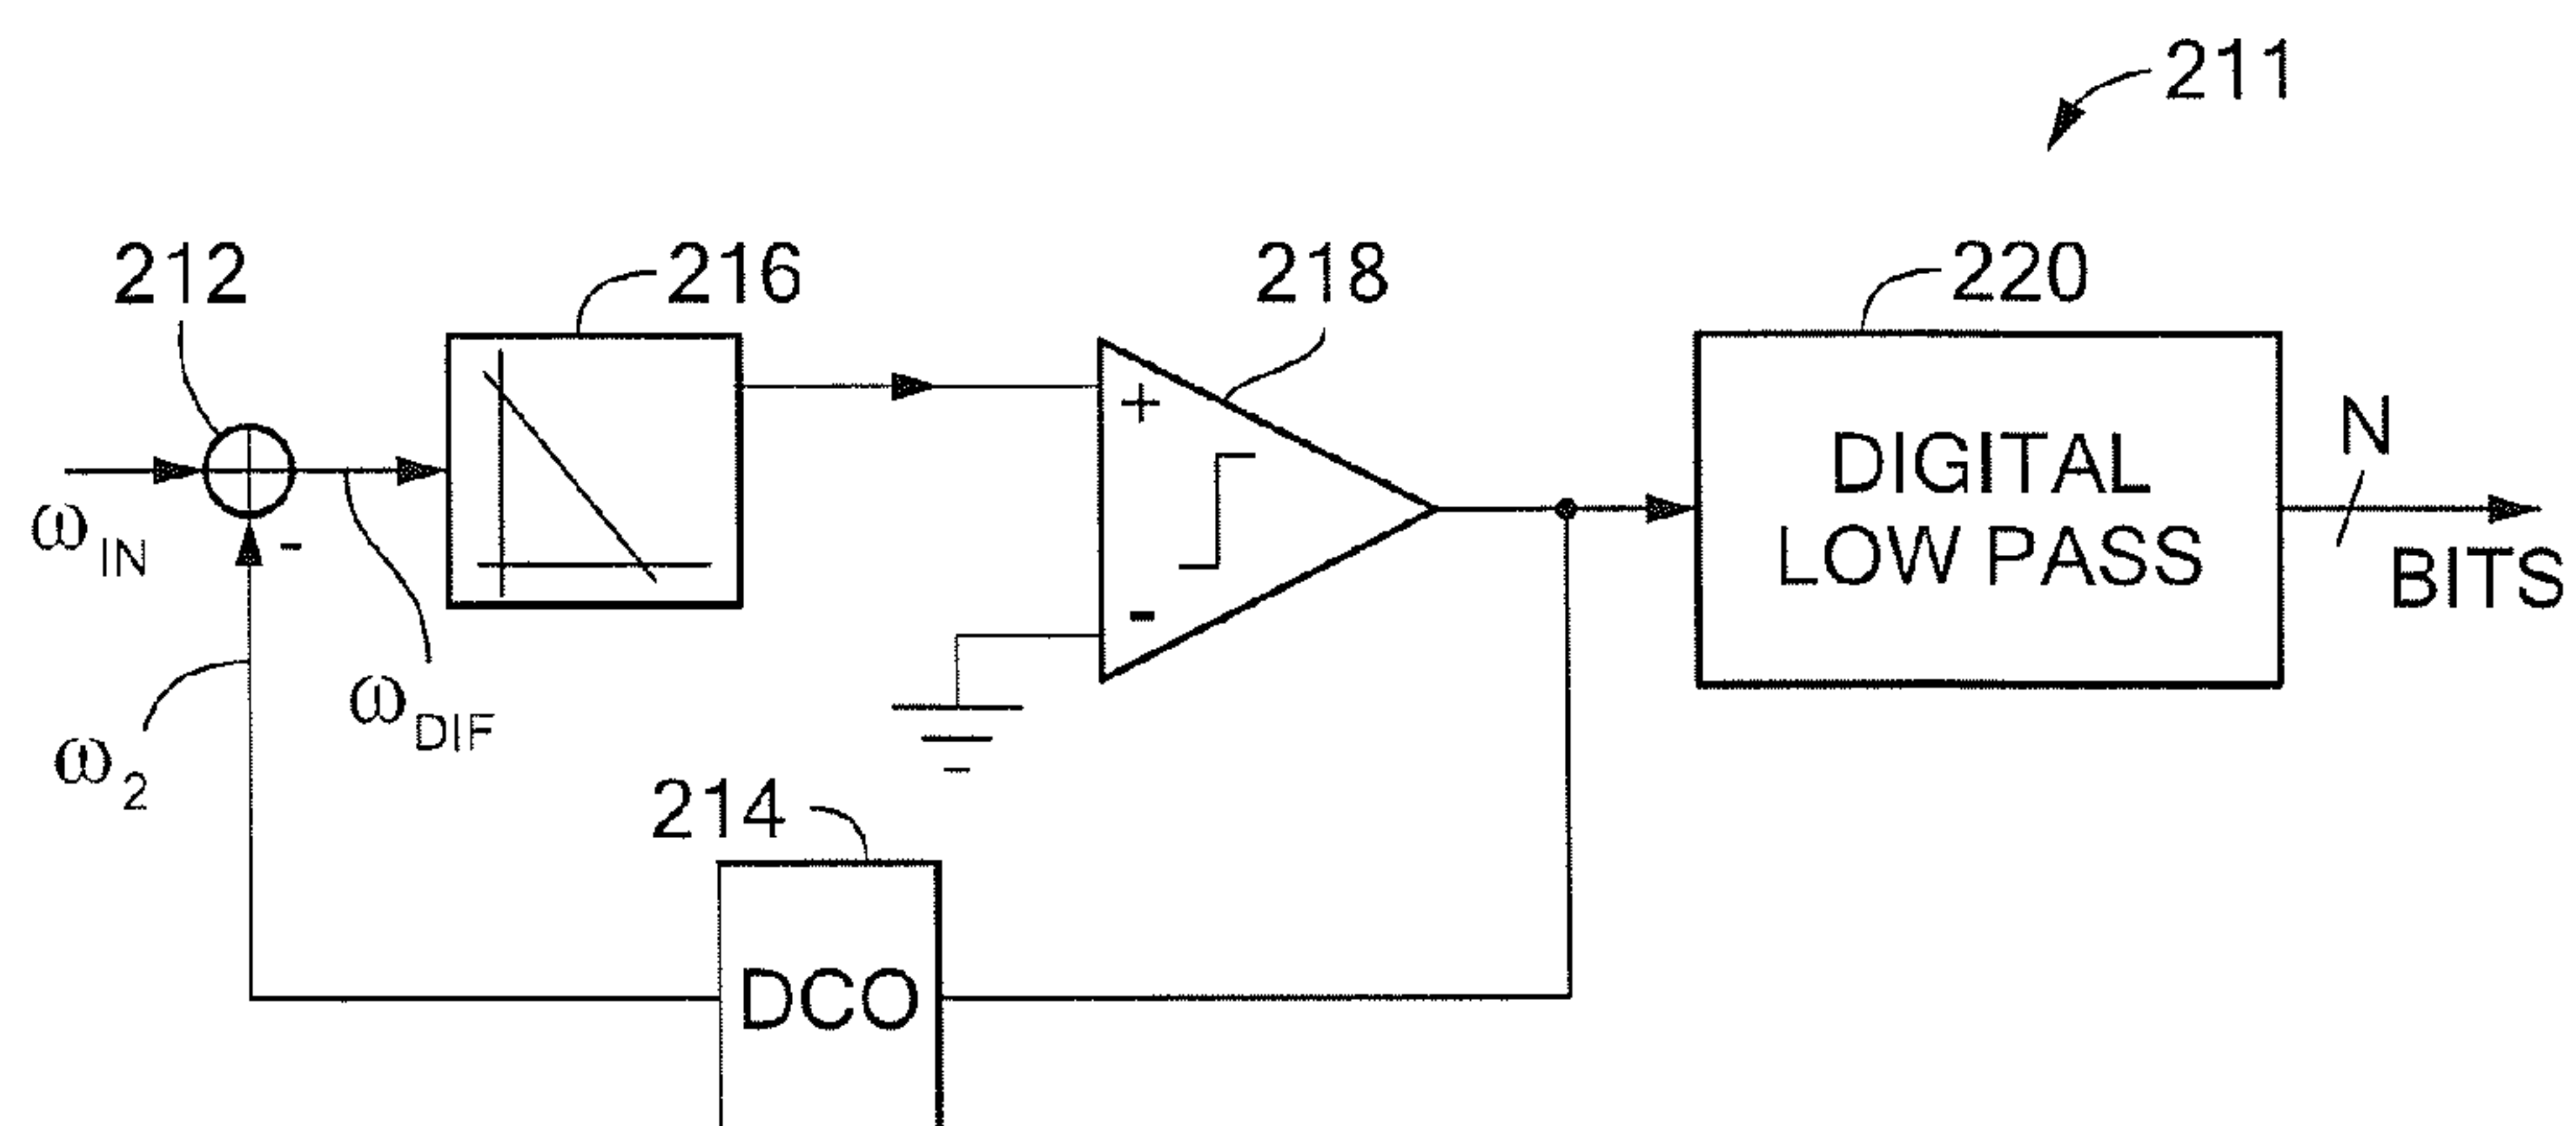 211
212
216
218
220
+
-
ω IN
-
ω DIF
ω 2
DIGITAL
LOW PASS
N
BITS
214
DCO